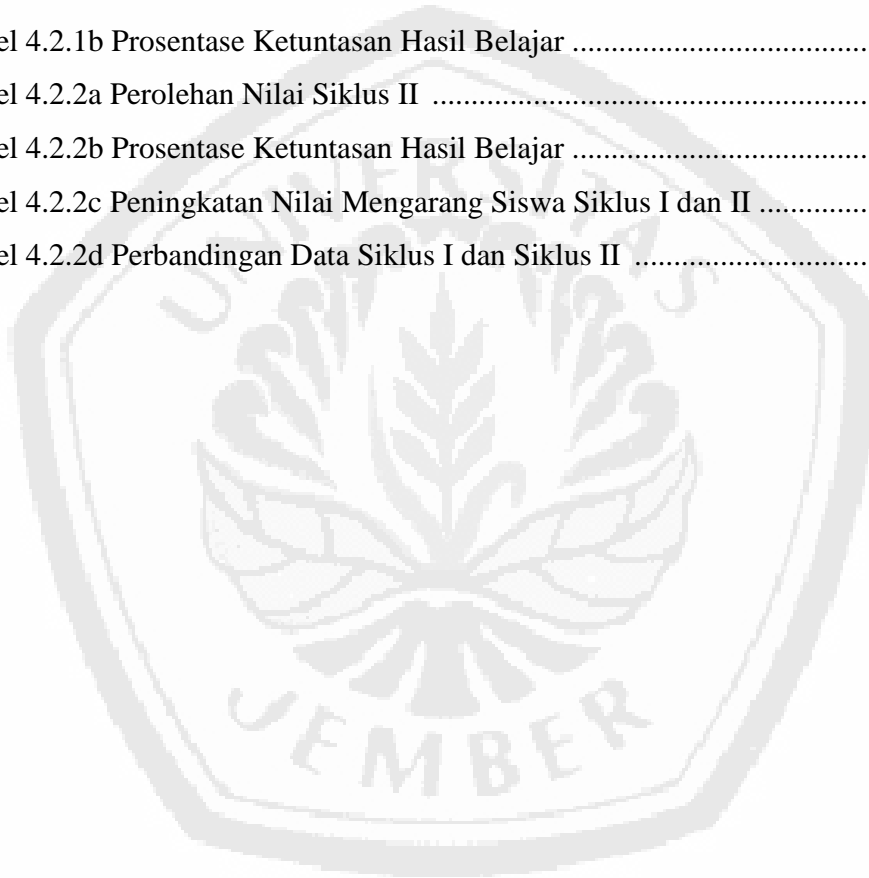 el 4.2.1b Prosentase Ketuntasan Hasil Belajar ......................................
el 4.2.2a Perolehan Nilai Siklus II ........................................................
el 4.2.2b Prosentase Ketuntasan Hasil Belajar ......................................
el 4.2.2c Peningkatan Nilai Mengarang Siswa Siklus I dan II ..............
el 4.2.2d Perbandingan Data Siklus I dan Siklus II ..............................
UNIVERSITAS
JEMBER